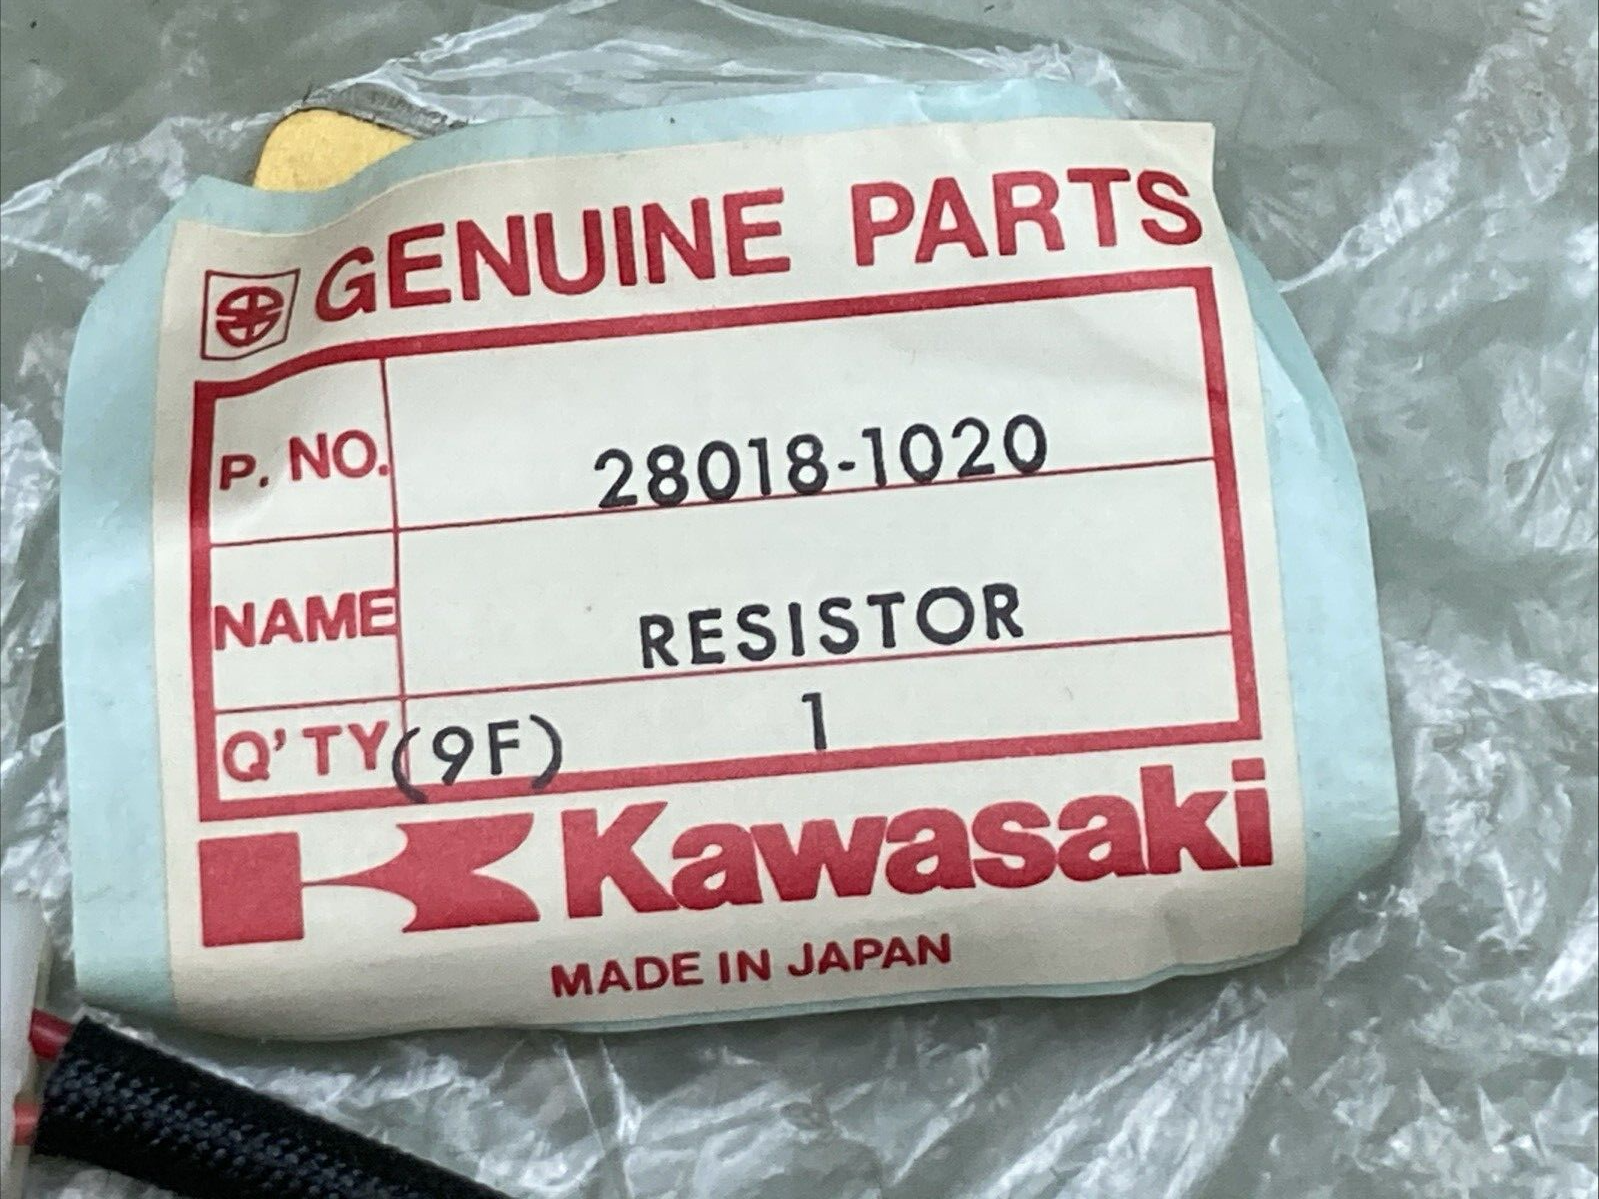 GENUINE PARTS
P. NO. 28018-1020
NAME RESISTOR
Q'TY (9F) 1
Kawasaki
MADE IN JAPAN